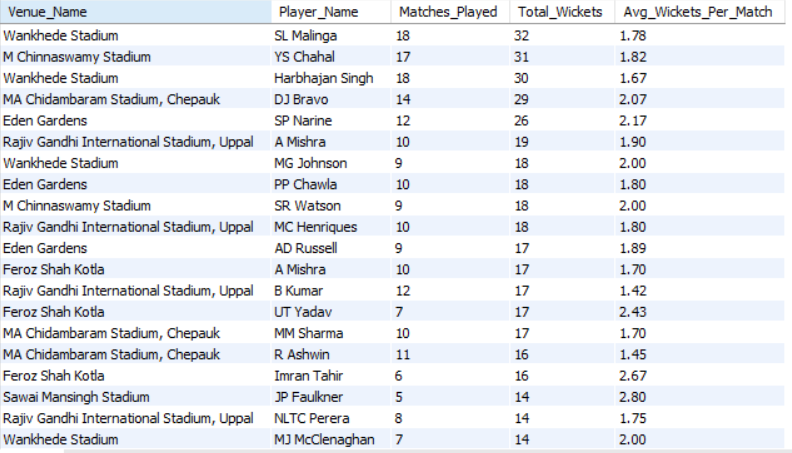 Venue_Name Player_Name Matches_Played Total_Wickets Avg_Wickets_Per_Match
Wankhede Stadium SL Malinga 18 32 1.78
M Chinnaswamy Stadium YS Chahal 17 31 1.82
Wankhede Stadium Harbhajan Singh 18 30 1.67
MA Chidambaram Stadium, Chepauk DJ Bravo 14 29 2.07
Eden Gardens SP Narine 12 26 2.17
Rajiv Gandhi International Stadium, Uppal A Mishra 10 19 1.90
Wankhede Stadium MG Johnson 9 18 2.00
Eden Gardens PP Chawla 10 18 1.80
M Chinnaswamy Stadium SR Watson 9 18 2.00
Rajiv Gandhi International Stadium, Uppal MC Henriques 10 18 1.80
Eden Gardens AD Russell 9 17 1.89
Feroz Shah Kotla A Mishra 10 17 1.70
Rajiv Gandhi International Stadium, Uppal B Kumar 12 17 1.42
Feroz Shah Kotla UT Yadav 7 17 2.43
MA Chidambaram Stadium, Chepauk MM Sharma 10 17 1.70
MA Chidambaram Stadium, Chepauk R Ashwin 11 16 1.45
Feroz Shah Kotla Imran Tahir 6 16 2.67
Sawai Mansingh Stadium JP Faulkner 5 14 2.80
Rajiv Gandhi International Stadium, Uppal NLTC Perera 8 14 1.75
Wankhede Stadium MJ McClenaghan 7 14 2.00